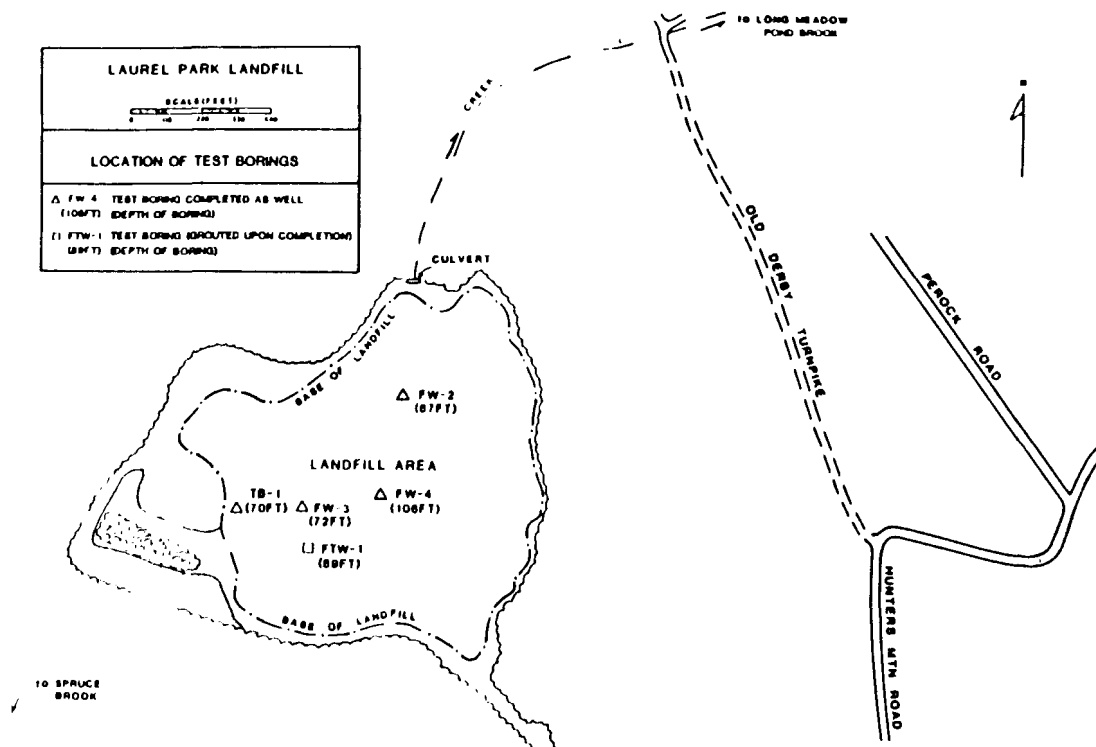 LAUREL PARK LANDFILL
SCALE (FEET)
LOCATION OF TEST BORINGS
△ FW-4 TEST BORING COMPLETED AS WELL
(106FT) (DEPTH OF BORING)
[] FTW-1 TEST BORING (GROUTED UPON COMPLETION)
(89FT) (DEPTH OF BORING)
TO LONG MEADOW
POND BROOK
CREEK
CULVERT
OLD DERBY TURNPIKE
PEROCK ROAD
BASE OF LANDFILL
FW-2
(67FT)
LANDFILL AREA
TB-1
(70FT)
FW-3
(72FT)
FW-4
(106FT)
FTW-1
(89FT)
BASE OF LANDFILL
HUNTERS MTN ROAD
TO SPRUCE
BROOK